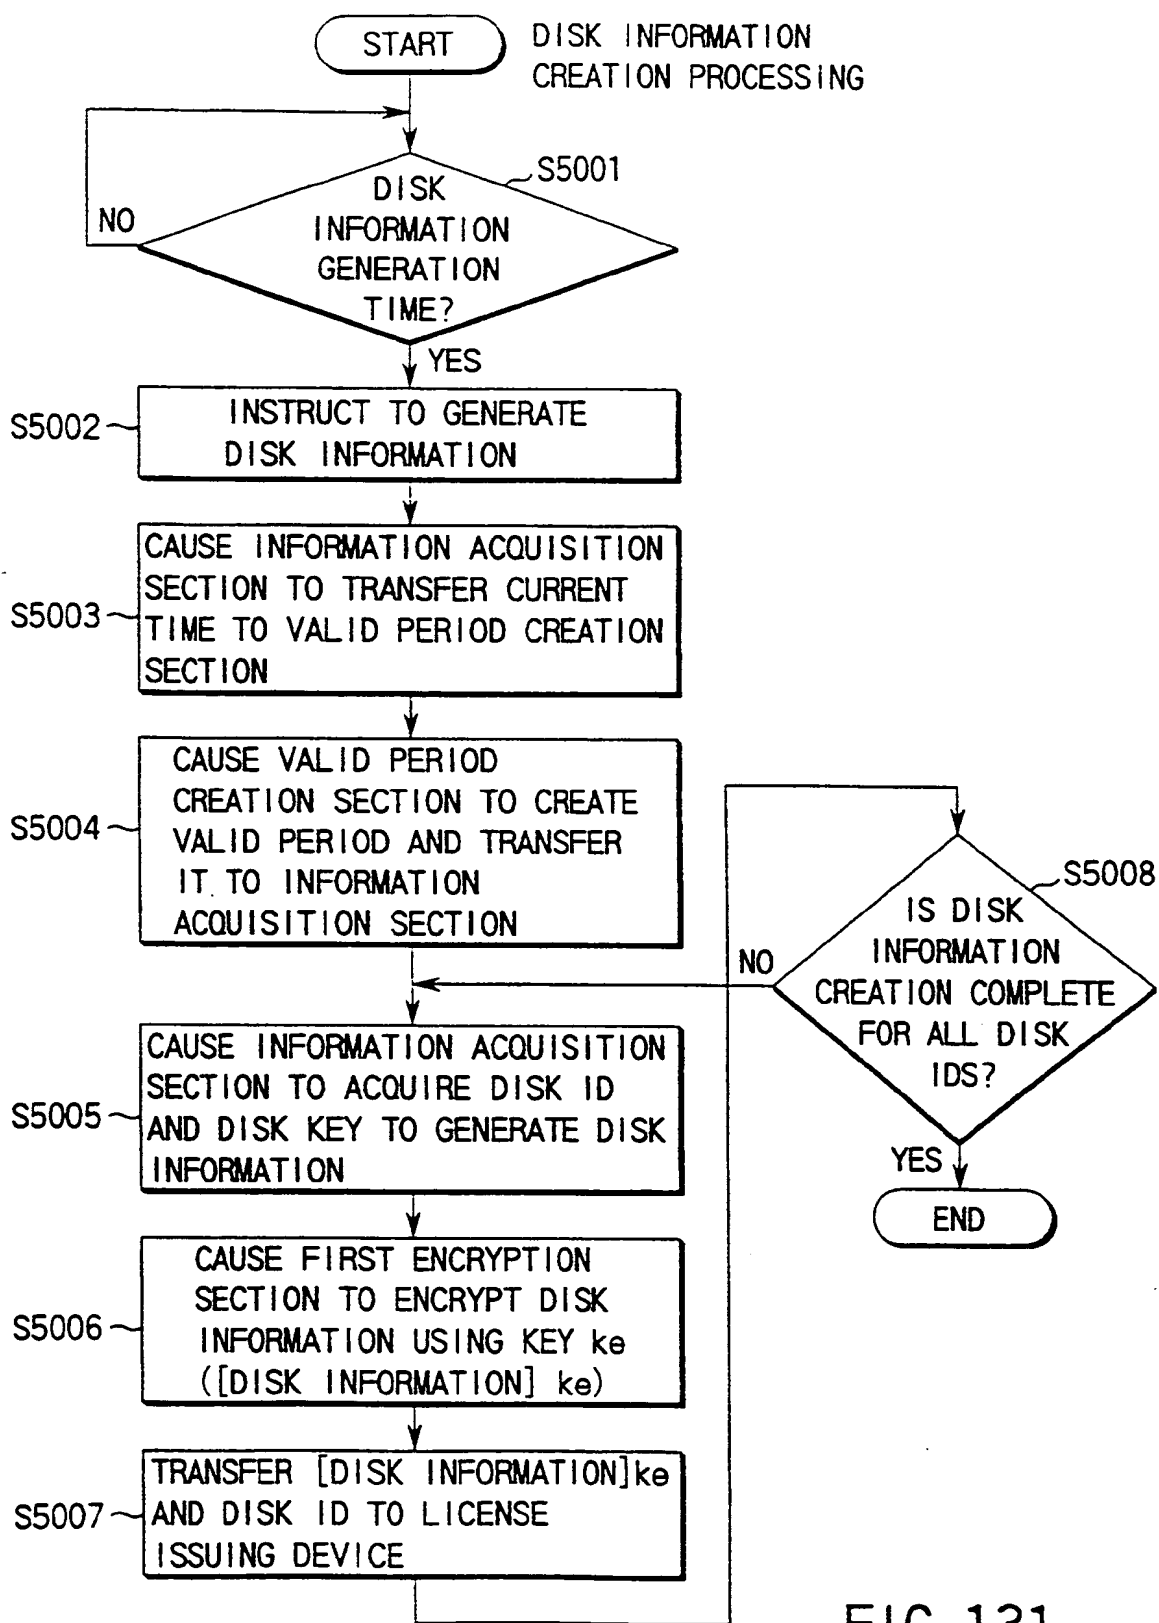 START
DISK INFORMATION
CREATION PROCESSING
S5001
DISK
INFORMATION
GENERATION
TIME?
NO
YES
S5002
INSTRUCT TO GENERATE
DISK INFORMATION
S5003
CAUSE INFORMATION ACQUISITION
SECTION TO TRANSFER CURRENT
TIME TO VALID PERIOD CREATION
SECTION
S5004
CAUSE VALID PERIOD
CREATION SECTION TO CREATE
VALID PERIOD AND TRANSFER
IT TO INFORMATION
ACQUISITION SECTION
S5005
CAUSE INFORMATION ACQUISITION
SECTION TO ACQUIRE DISK ID
AND DISK KEY TO GENERATE DISK
INFORMATION
S5006
CAUSE FIRST ENCRYPTION
SECTION TO ENCRYPT DISK
INFORMATION USING KEY ke
([DISK INFORMATION] ke)
S5007
TRANSFER [DISK INFORMATION]ke
AND DISK ID TO LICENSE
ISSUING DEVICE
S5008
IS DISK
INFORMATION
CREATION COMPLETE
FOR ALL DISK
IDS?
NO
YES
END
FIG.121